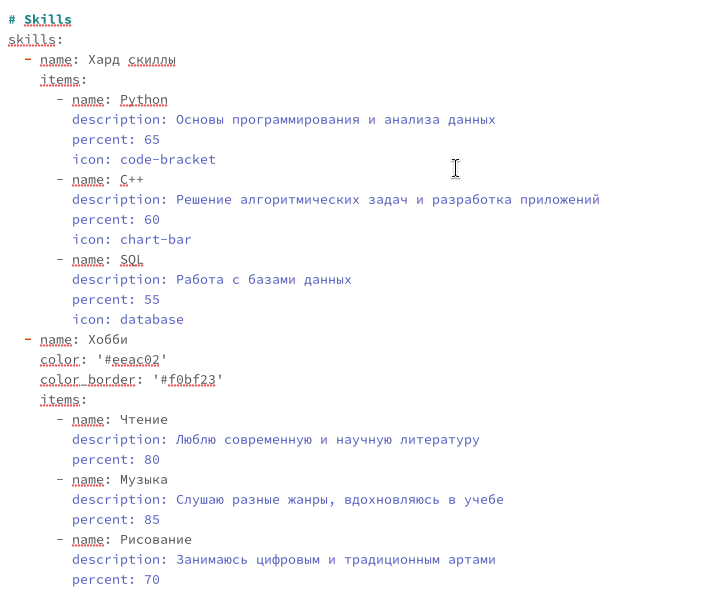 # Skills
skills:
- name: Хард скиллы
items:
- name: Python
description: Основы программирования и анализа данных
percent: 65
icon: code-bracket
- name: C++
description: Решение алгоритмических задач и разработка приложений
percent: 60
icon: chart-bar
- name: SQL
description: Работа с базами данных
percent: 55
icon: database
- name: Хобби
color: '#eeac02'
color_border: '#f0bf23'
items:
- name: Чтение
description: Люблю современную и научную литературу
percent: 80
- name: Музыка
description: Слушаю разные жанры, вдохновляюсь в учебе
percent: 85
- name: Рисование
description: Занимаюсь цифровым и традиционным артами
percent: 70